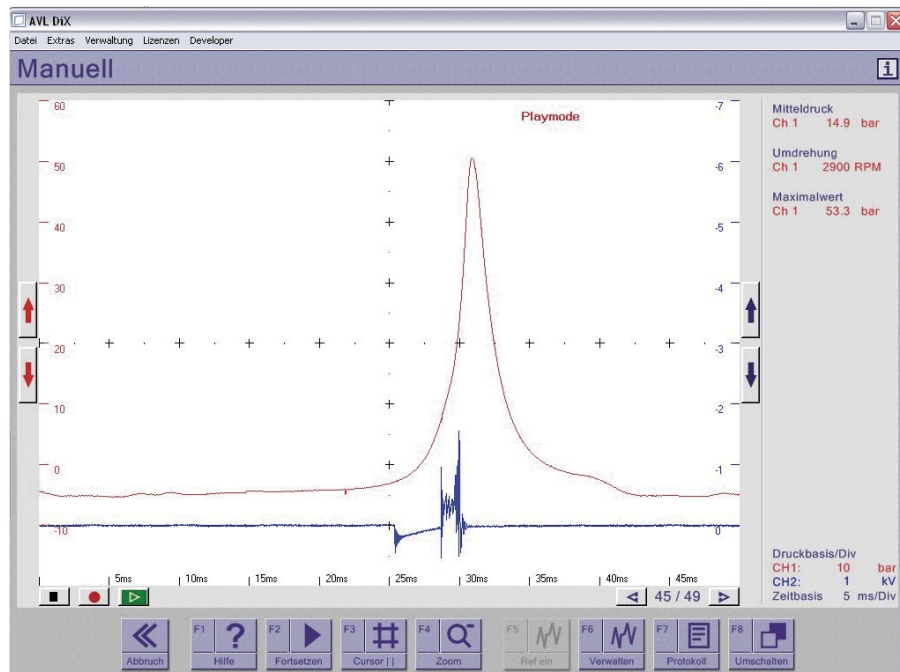 AVL DiX
Datei Extras Verwaltung Lizenzen Developer
Manuell
i
60
50
40
30
20
10
0
-10
Playmode
-7
-6
-5
-4
-3
-2
-1
0
Mitteldruck
Ch 1 14.9 bar
Umdrehung
Ch 1 2900 RPM
Maximalwert
Ch 1 53.3 bar
Druckbasis/Div
CH1: 10 bar
CH2: 1 kV
Zeitbasis 5 ms/Div
5ms 10ms 15ms 20ms 25ms 30ms 35ms 40ms 45ms
45 / 49
Abbruch
F1 ? Hilfe
F2 Fortsetzen
F3 Cursor | |
F4 Zoom
F5 Ref ein
F6 Verwalten
F7 Protokoll
F8 Umschalten